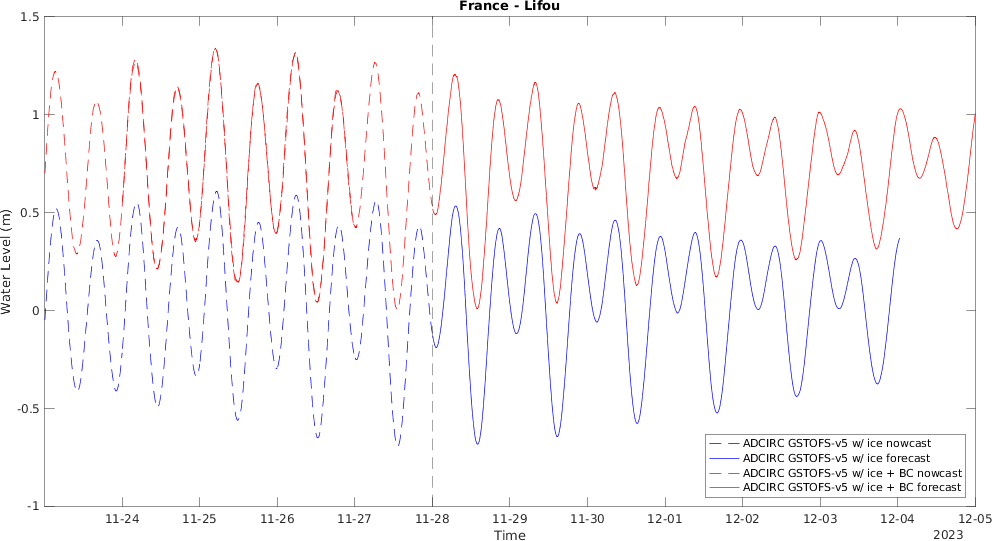 France - Lifou
1.5
1
0.5
0
-0.5
-1
Water Level (m)
ADCIRC GSTOFS-v5 w/ ice nowcast
ADCIRC GSTOFS-v5 w/ ice forecast
ADCIRC GSTOFS-v5 w/ ice + BC nowcast
ADCIRC GSTOFS-v5 w/ ice + BC forecast
11-24 11-25 11-26 11-27 11-28 11-29 11-30 12-01 12-02 12-03 12-04 12-05
Time
2023